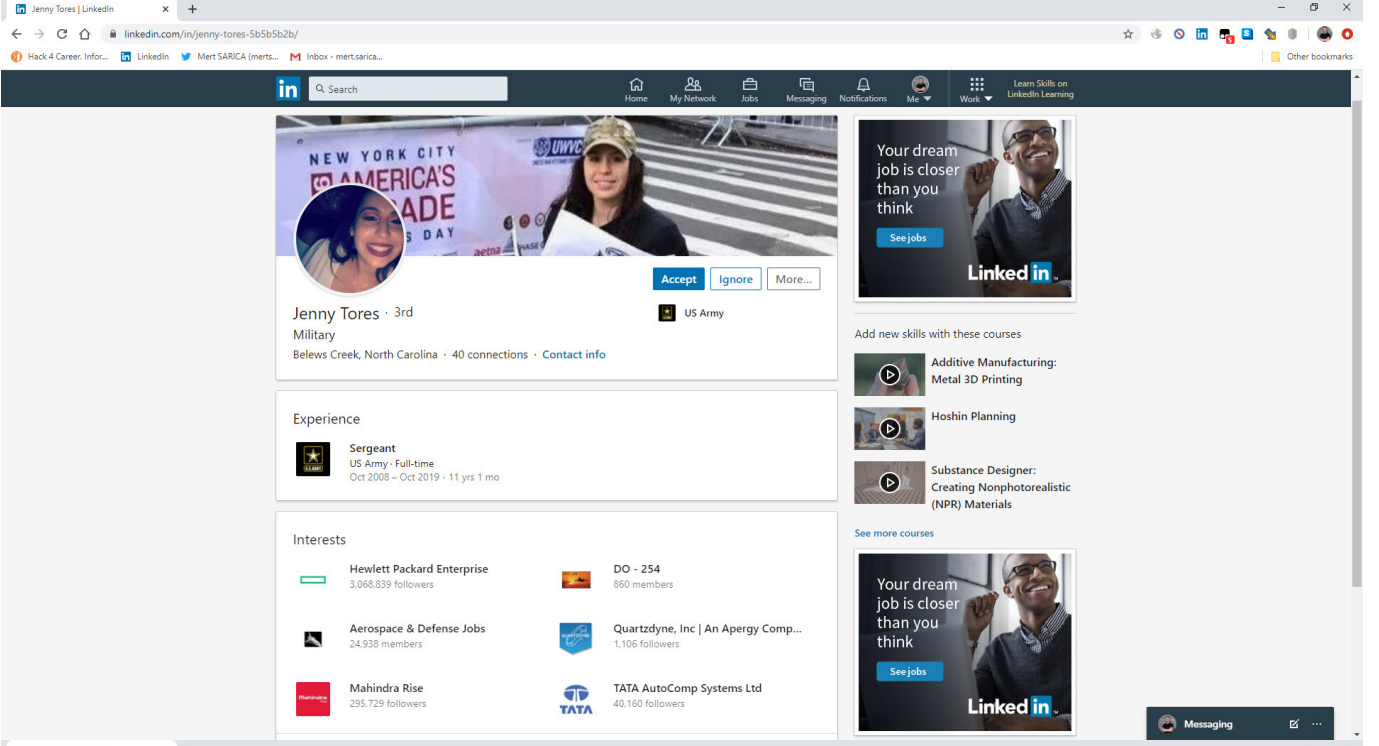 Jenny Tores | LinkedIn
linkedin.com/in/jenny-tores-5b5b5b2b/
Hack 4 Career. Infor...
LinkedIn
Mert SARICA (merts...
Inbox - mert.sarica...
Other bookmarks
in
Search
Home
My Network
Jobs
Messaging
Notifications
Me
Work
Learn Skills on
LinkedIn Learning
NEW YORK CITY
AMERICA'S
ADE
S DAY
UWVC
aetna
Accept
Ignore
More...
Jenny Tores · 3rd
US Army
Military
Belews Creek, North Carolina · 40 connections · Contact info
Experience
Sergeant
US Army · Full-time
Oct 2008 – Oct 2019 · 11 yrs 1 mo
Interests
Hewlett Packard Enterprise
3,068,839 followers
DO - 254
860 members
Aerospace & Defense Jobs
24,938 members
Quartzdyne, Inc | An Apergy Comp...
1,106 followers
Mahindra Rise
295,729 followers
TATA
TATA AutoComp Systems Ltd
40,160 followers
Your dream
job is closer
than you
think
See jobs
Linked in
Add new skills with these courses
Additive Manufacturing:
Metal 3D Printing
Hoshin Planning
Substance Designer:
Creating Nonphotorealistic
(NPR) Materials
See more courses
Your dream
job is closer
than you
think
See jobs
Linked in
Messaging